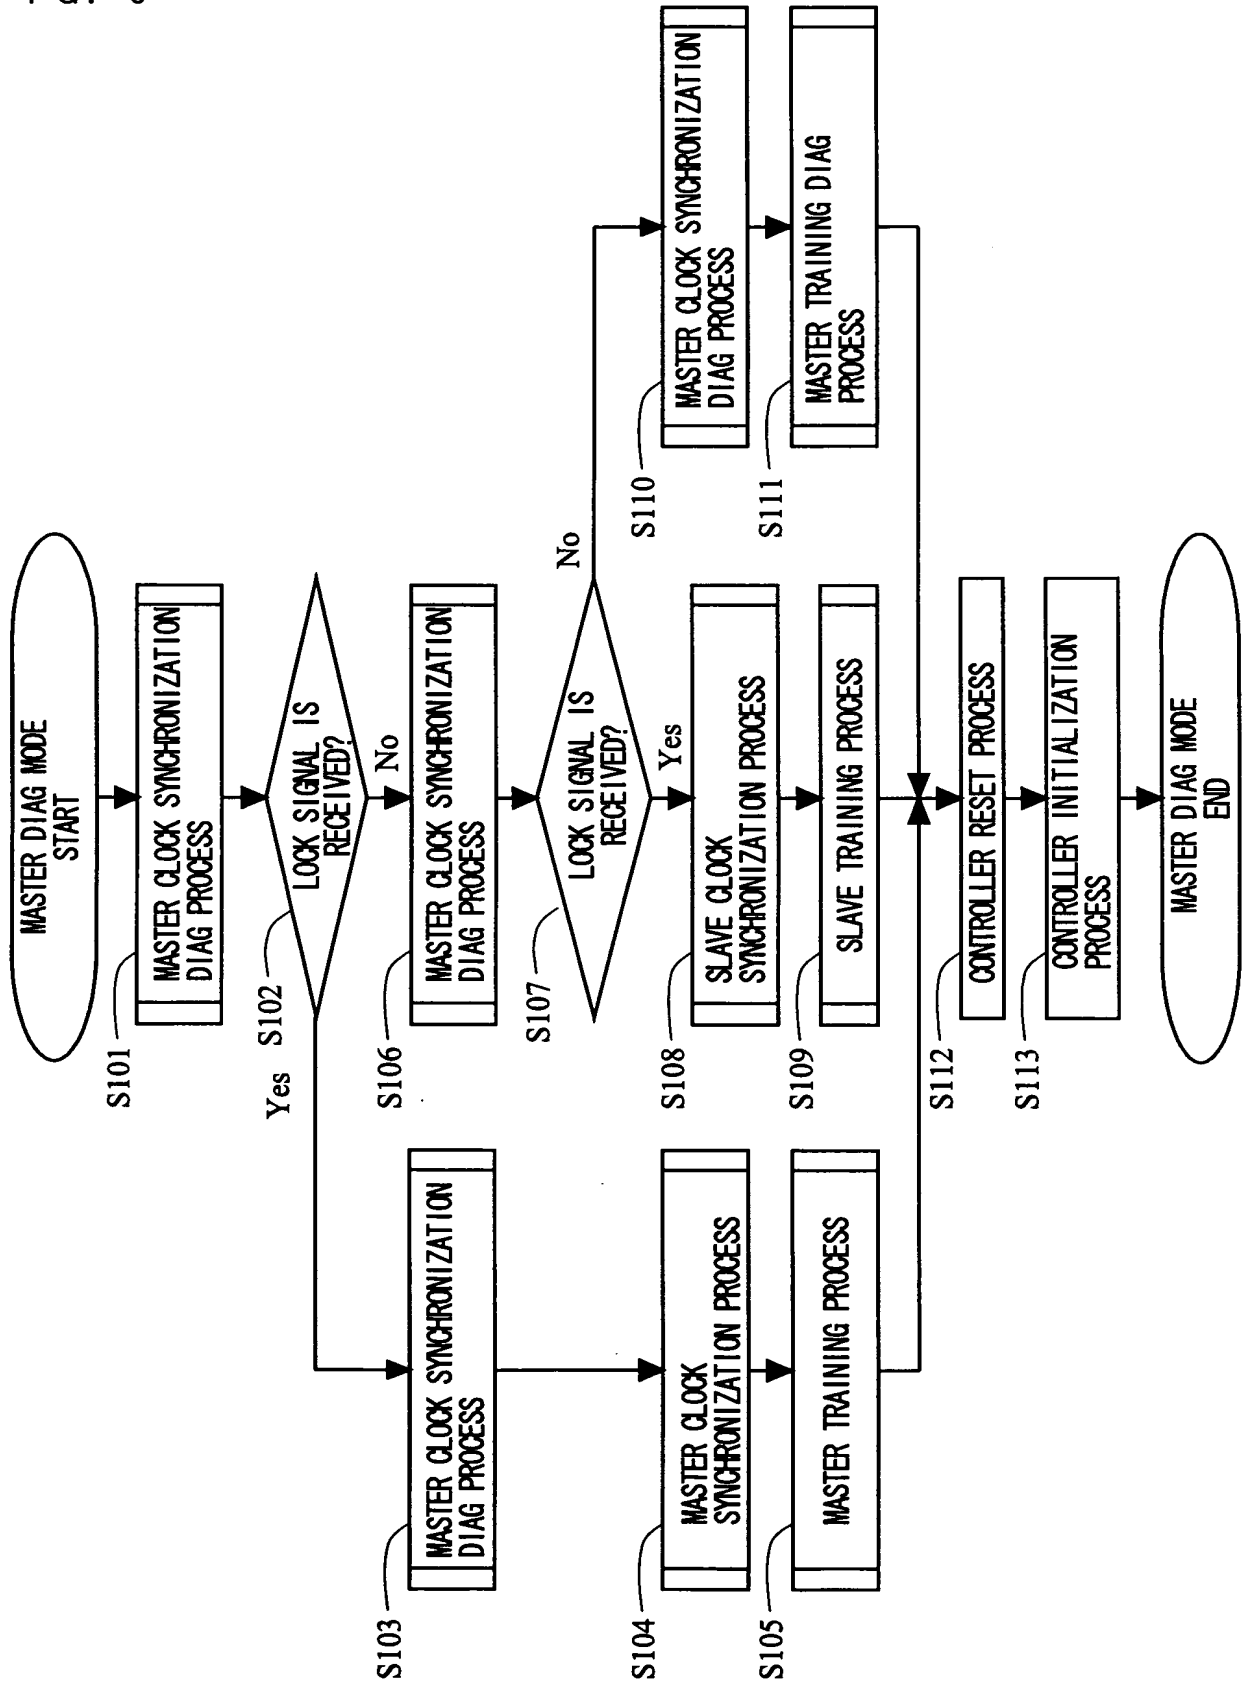 MASTER DIAG MODE
START
S101
MASTER CLOCK SYNCHRONIZATION
DIAG PROCESS
S102
LOCK SIGNAL IS
RECEIVED?
Yes
No
S103
MASTER CLOCK SYNCHRONIZATION
DIAG PROCESS
S106
MASTER CLOCK SYNCHRONIZATION
DIAG PROCESS
S107
LOCK SIGNAL IS
RECEIVED?
No
Yes
S104
MASTER CLOCK
SYNCHRONIZATION PROCESS
S108
SLAVE CLOCK
SYNCHRONIZATION PROCESS
S110
MASTER CLOCK SYNCHRONIZATION
DIAG PROCESS
S105
MASTER TRAINING PROCESS
S109
SLAVE TRAINING PROCESS
S111
MASTER TRAINING DIAG
PROCESS
S112
CONTROLLER RESET PROCESS
S113
CONTROLLER INITIALIZATION
PROCESS
MASTER DIAG MODE
END